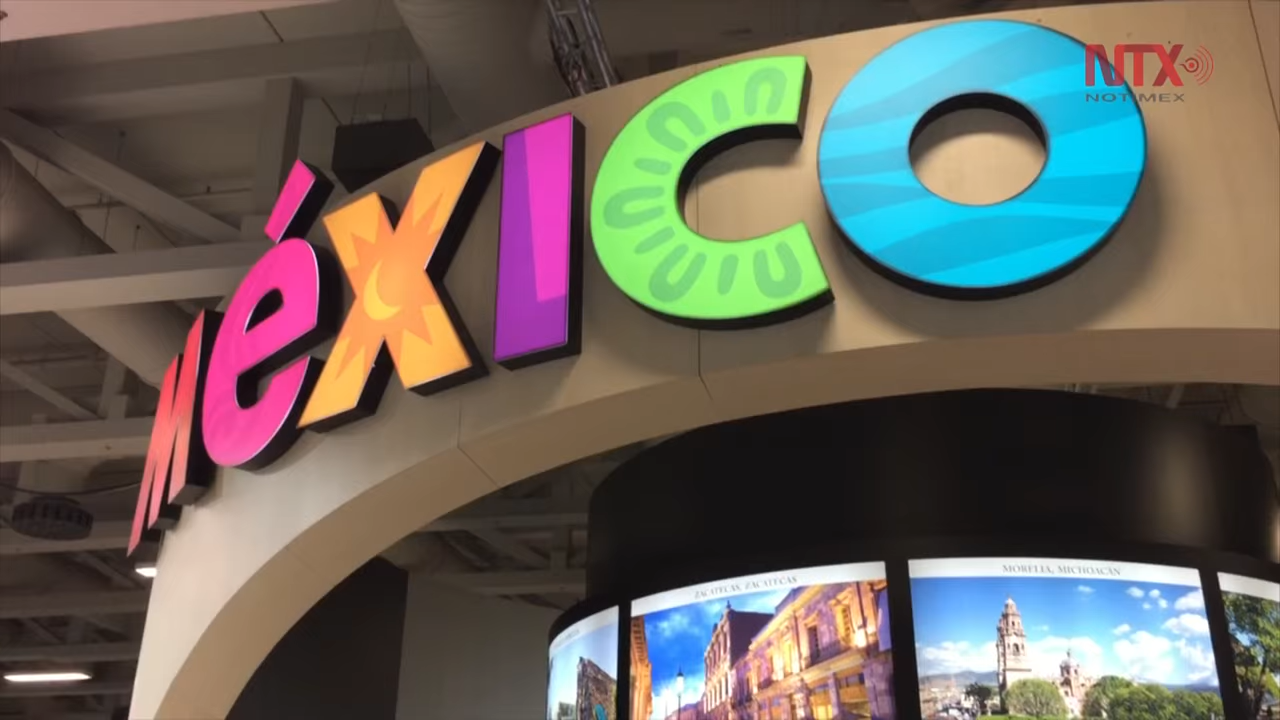 MéXICO
NTX
NOTIMEX
ZACATECAS, ZACATECAS
MORELIA, MICHOACÁN